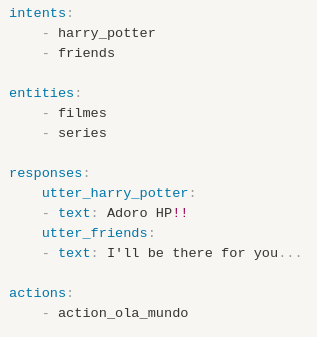 intents:
    - harry_potter
    - friends

entities:
    - filmes
    - series

responses:
    utter_harry_potter:
    - text: Adoro HP!!
    utter_friends:
    - text: I'll be there for you...

actions:
    - action_ola_mundo